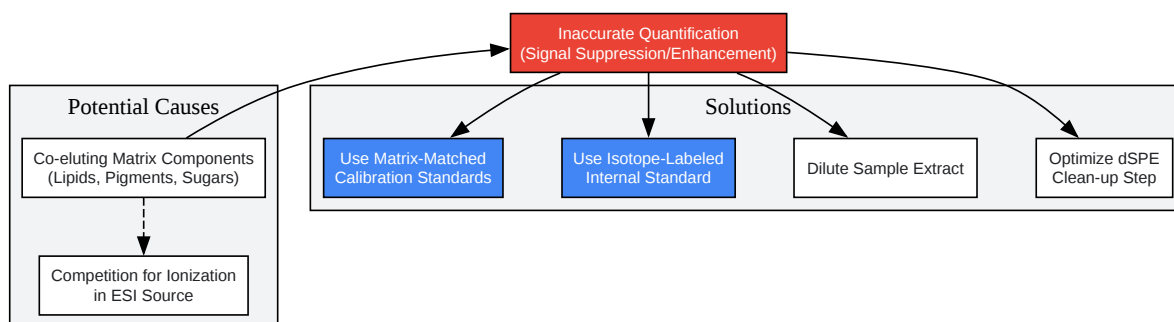 Inaccurate Quantification
(Signal Suppression/Enhancement)
Potential Causes
Co-eluting Matrix Components
(Lipids, Pigments, Sugars)
Competition for Ionization
in ESI Source
Solutions
Use Matrix-Matched
Calibration Standards
Use Isotope-Labeled
Internal Standard
Dilute Sample Extract
Optimize dSPE
Clean-up Step